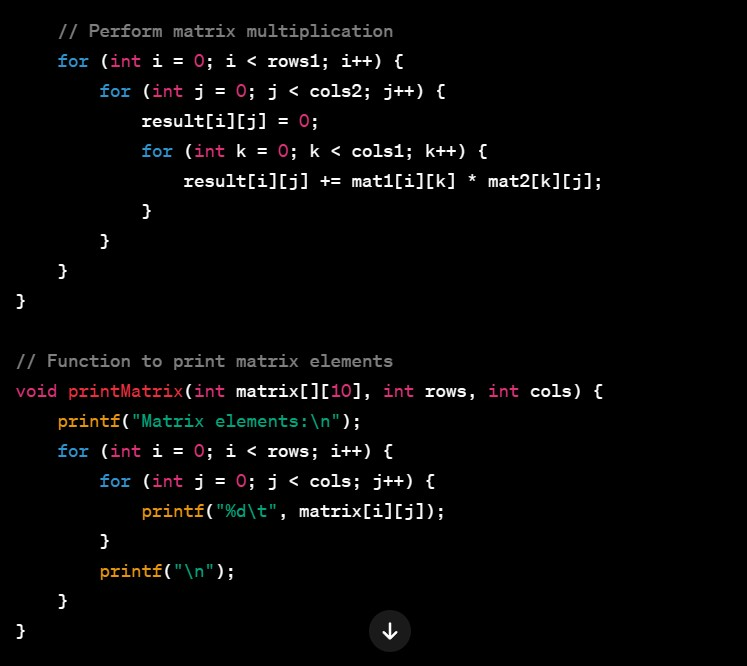 // Perform matrix multiplication
    for (int i = 0; i < rows1; i++) {
        for (int j = 0; j < cols2; j++) {
            result[i][j] = 0;
            for (int k = 0; k < cols1; k++) {
                result[i][j] += mat1[i][k] * mat2[k][j];
            }
        }
    }
}

// Function to print matrix elements
void printMatrix(int matrix[][10], int rows, int cols) {
    printf("Matrix elements:\n");
    for (int i = 0; i < rows; i++) {
        for (int j = 0; j < cols; j++) {
            printf("%d\t", matrix[i][j]);
        }
        printf("\n");
    }
}